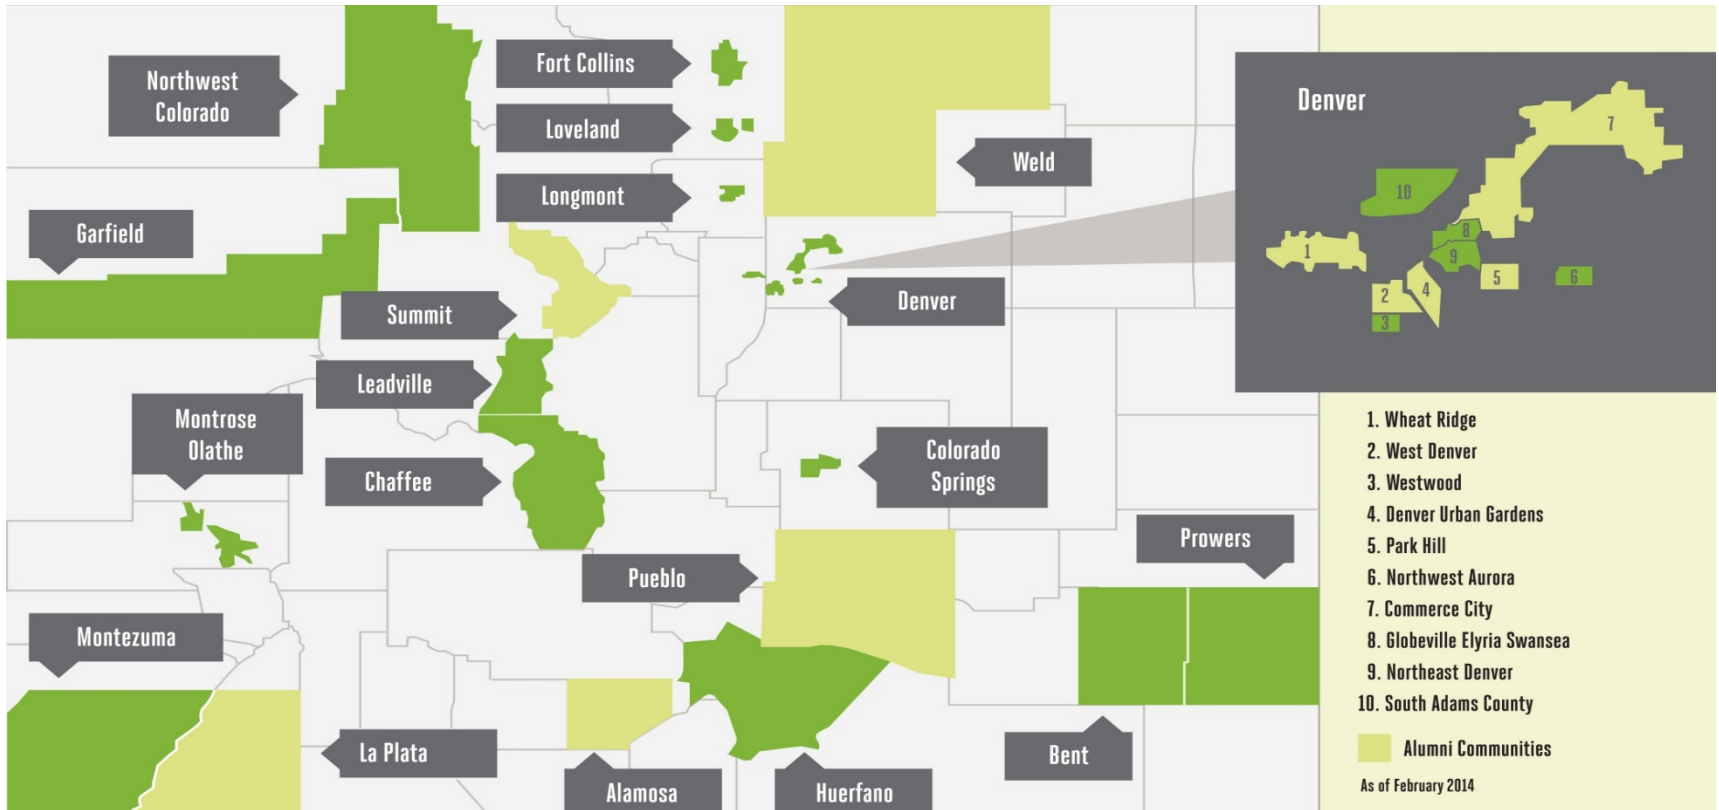 Northwest
Colorado
Fort Collins
Loveland
Longmont
Weld
Garfield
Summit
Denver
Leadville
Montrose
Olathe
Chaffee
Colorado
Springs
Pueblo
Prowers
Montezuma
La Plata
Alamosa
Huerfano
Bent
Denver
7
10
8
1
9
5
6
2
4
3
1. Wheat Ridge
2. West Denver
3. Westwood
4. Denver Urban Gardens
5. Park Hill
6. Northwest Aurora
7. Commerce City
8. Globeville Elyria Swansea
9. Northeast Denver
10. South Adams County
Alumni Communities
As of February 2014